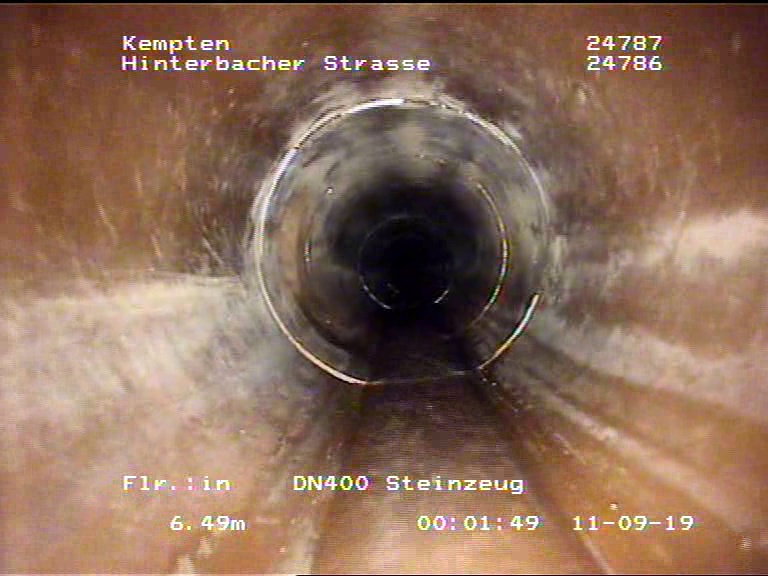 Kempten 24787
Hinterbacher Strasse 24786
Flr.:in DN400 Steinzeug
6.49m 00:01:49 11-09-19